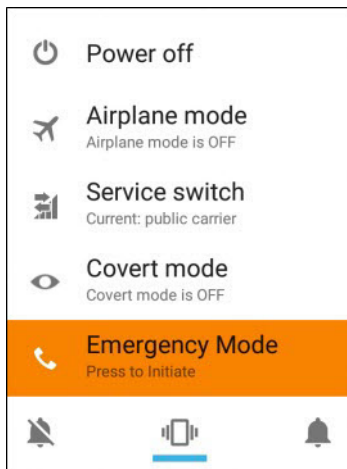 Power off
Airplane mode
Airplane mode is OFF
Service switch
Current: public carrier
Covert mode
Covert mode is OFF
Emergency Mode
Press to Initiate